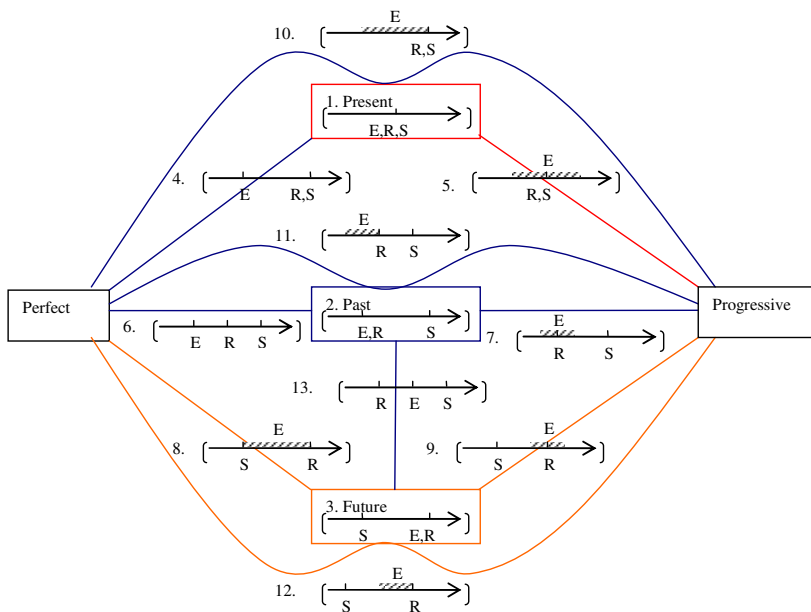 10.
E
R,S
1. Present
E,R,S
4.
E
R,S
5.
E
R,S
11.
E
R
S
Perfect
2. Past
E,R
S
Progressive
6.
E
R
S
7.
E
R
S
13.
R
E
S
8.
E
S
R
9.
E
S
R
3. Future
S
E,R
12.
E
S
R